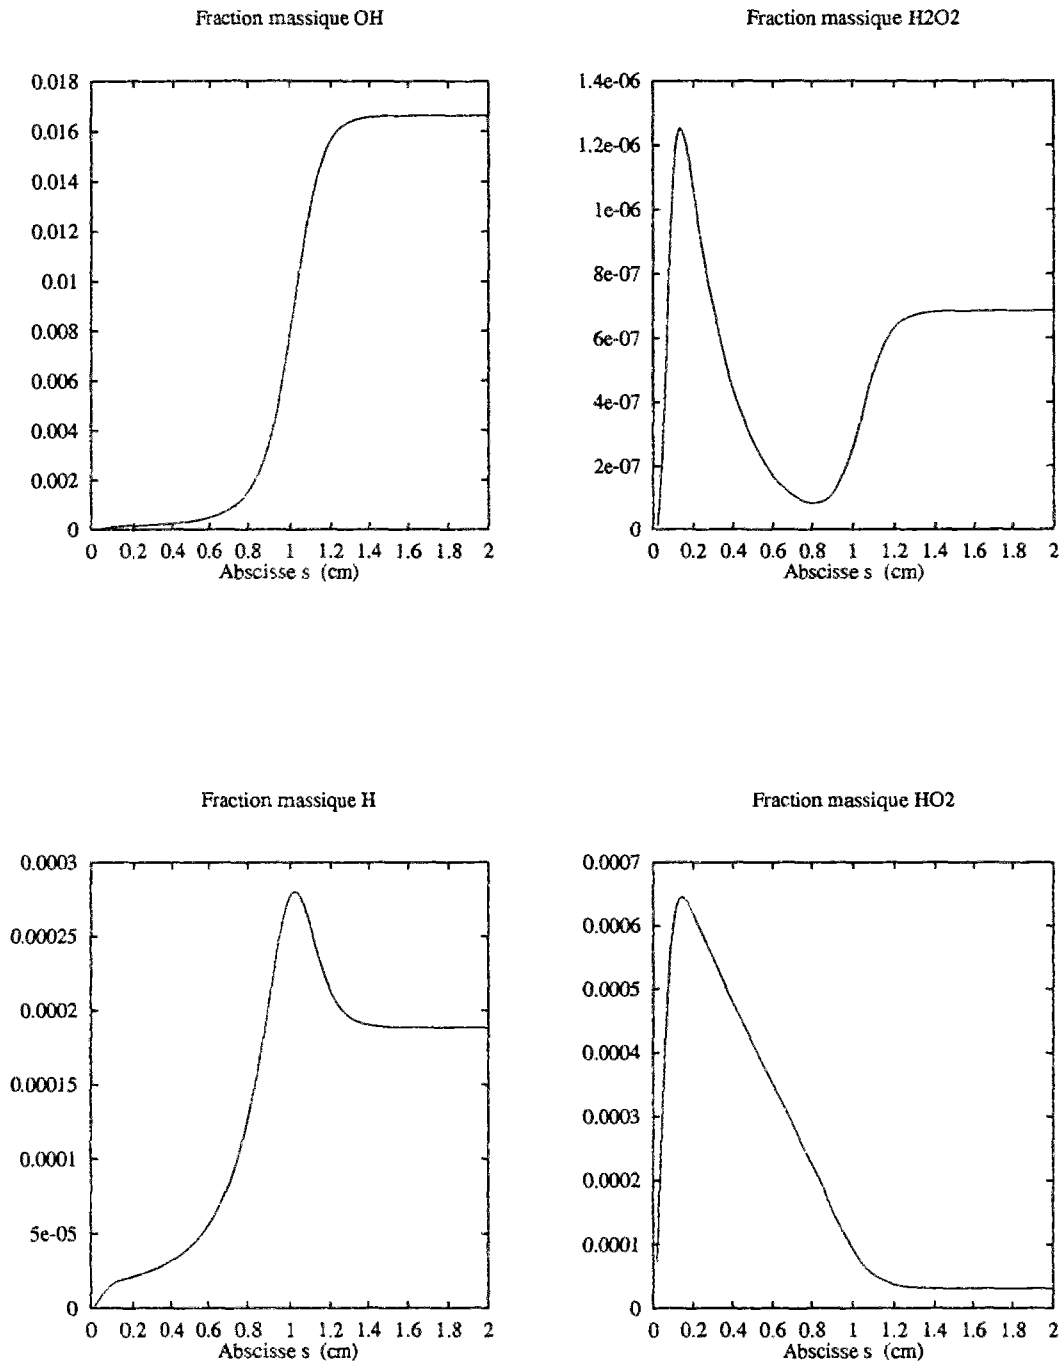 Fraction massique OH
0.018
0.016
0.014
0.012
0.01
0.008
0.006
0.004
0.002
0
0 0.2 0.4 0.6 0.8 1 1.2 1.4 1.6 1.8 2
Abscisse s (cm)
Fraction massique H2O2
1.4e-06
1.2e-06
1e-06
8e-07
6e-07
4e-07
2e-07
0
0 0.2 0.4 0.6 0.8 1 1.2 1.4 1.6 1.8 2
Abscisse s (cm)
Fraction massique H
0.0003
0.00025
0.0002
0.00015
0.0001
5e-05
0
0 0.2 0.4 0.6 0.8 1 1.2 1.4 1.6 1.8 2
Abscisse s (cm)
Fraction massique HO2
0.0007
0.0006
0.0005
0.0004
0.0003
0.0002
0.0001
0
0 0.2 0.4 0.6 0.8 1 1.2 1.4 1.6 1.8 2
Abscisse s (cm)